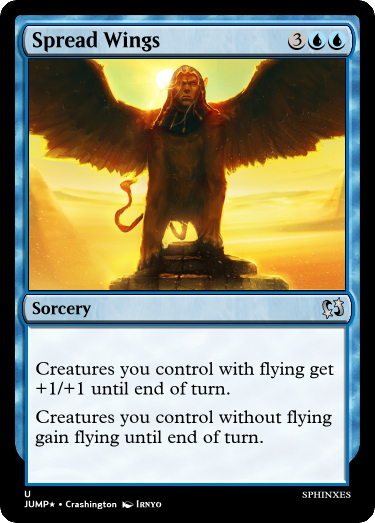 Spread Wings 3
Sorcery
Creatures you control with flying get
+1/+1 until end of turn.
Creatures you control without flying
gain flying until end of turn.
U
SPHINXES
JUMP★ • Crashington IRNYO